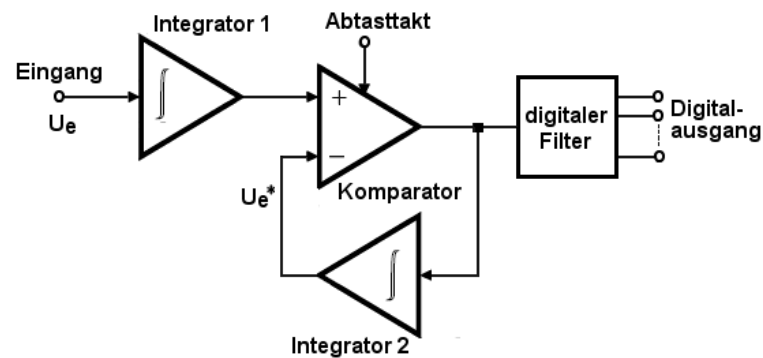 Integrator 1
Abtasttakt
Eingang
Ue
∫
+
−
digitaler
Filter
Digital-
ausgang
Komparator
Ue*
∫
Integrator 2